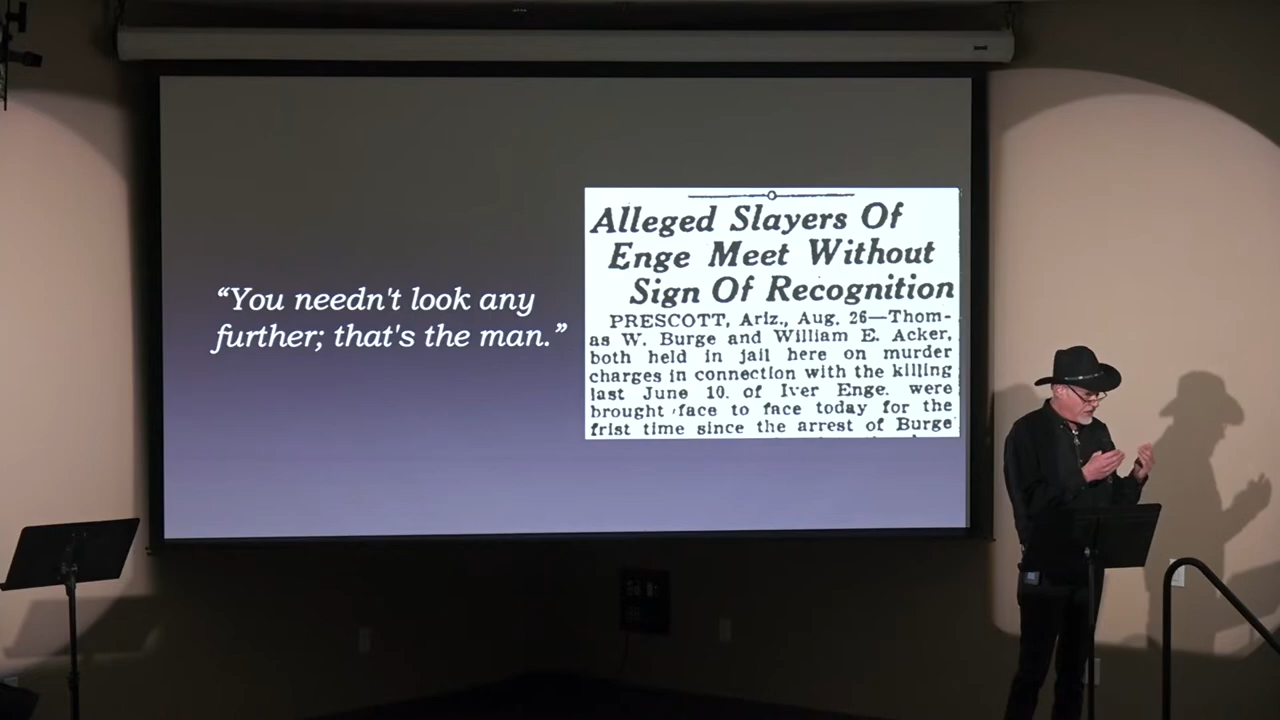 “You needn't look any
further; that's the man.”
Alleged Slayers Of
Enge Meet Without
Sign Of Recognition
PRESCOTT, Ariz., Aug. 26—Thom-
as W. Burge and William E. Acker,
both held in jail here on murder
charges in connection with the killing
last June 10. of Iver Enge. were
brought face to face today for the
frist time since the arrest of Burge